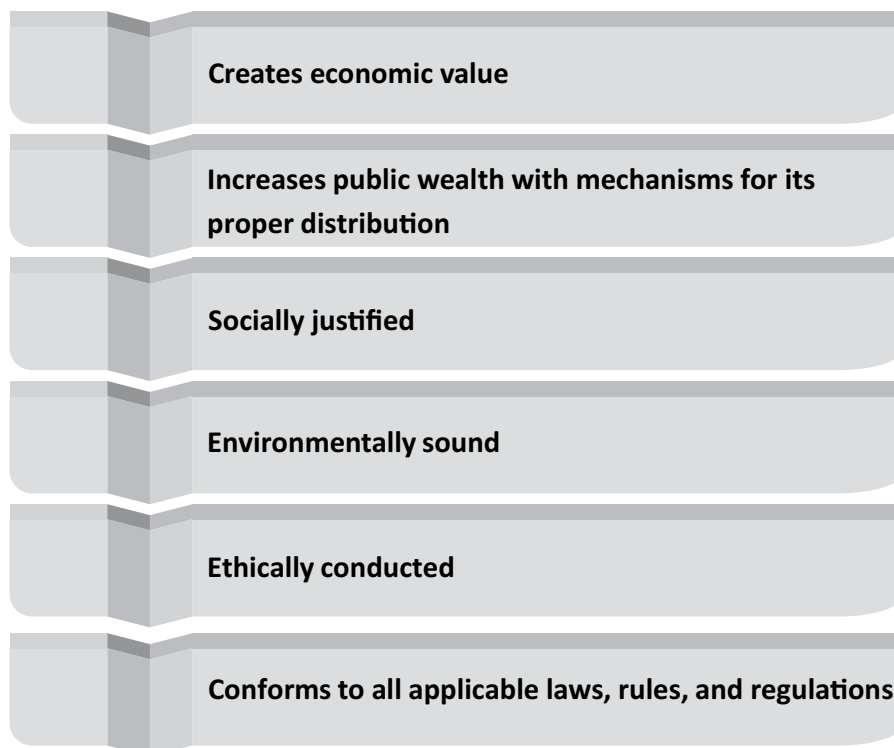 Creates economic value
Increases public wealth with mechanisms for its
proper distribution
Socially justified
Environmentally sound
Ethically conducted
Conforms to all applicable laws, rules, and regulations